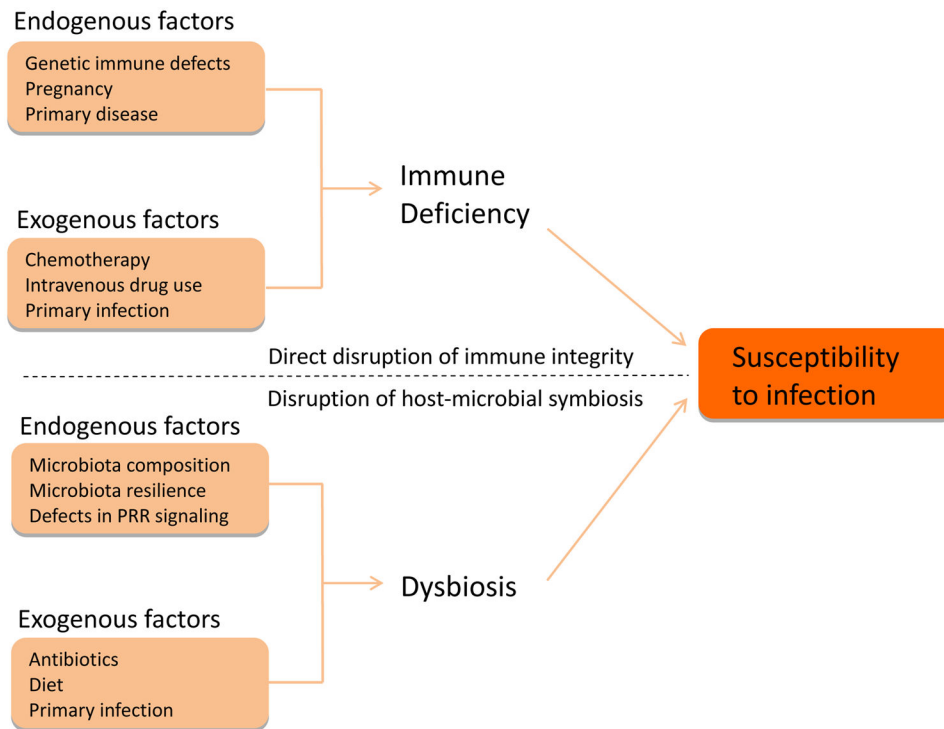 Endogenous factors
Genetic immune defects
Pregnancy
Primary disease
Immune
Deficiency
Exogenous factors
Chemotherapy
Intravenous drug use
Primary infection
Direct disruption of immune integrity
Disruption of host-microbial symbiosis
Susceptibility
to infection
Endogenous factors
Microbiota composition
Microbiota resilience
Defects in PRR signaling
Dysbiosis
Exogenous factors
Antibiotics
Diet
Primary infection